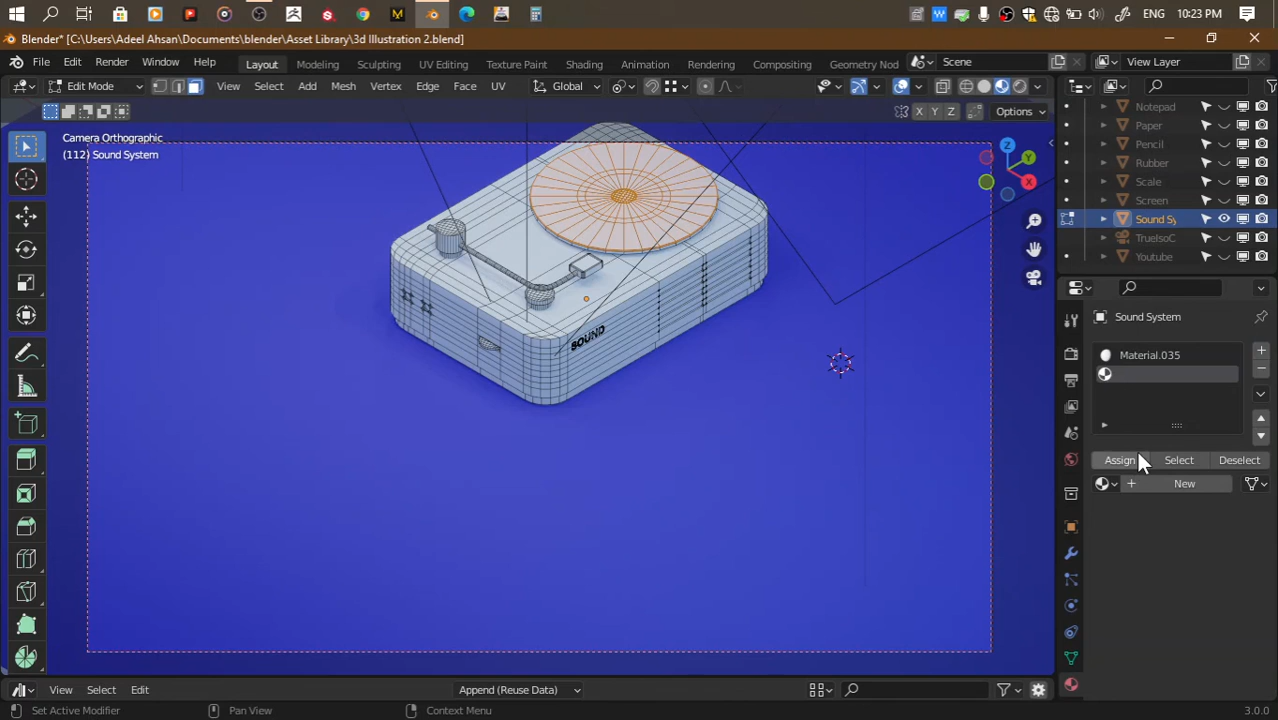 ENG
10:23 PM
Blender* [C:\Users\Adeel Ahsan\Documents\blender\Asset Library\3d Illustration 2.blend]
File Edit Render Window Help
Layout Modeling Sculpting UV Editing Texture Paint Shading Animation Rendering Compositing Geometry Nod
Scene
View Layer
Edit Mode
View Select Add Mesh Vertex Edge Face UV
Global
X Y Z
Options
Camera Orthographic
(112) Sound System
Z
Y
X
SOUND
Notepad
Paper
Pencil
Rubber
Scale
Screen
Sound Sy
TrueIsoC
Youtube
Sound System
Material.035
Assign Select Deselect
New
View Select Edit
Append (Reuse Data)
Set Active Modifier
Pan View
Context Menu
3.0.0